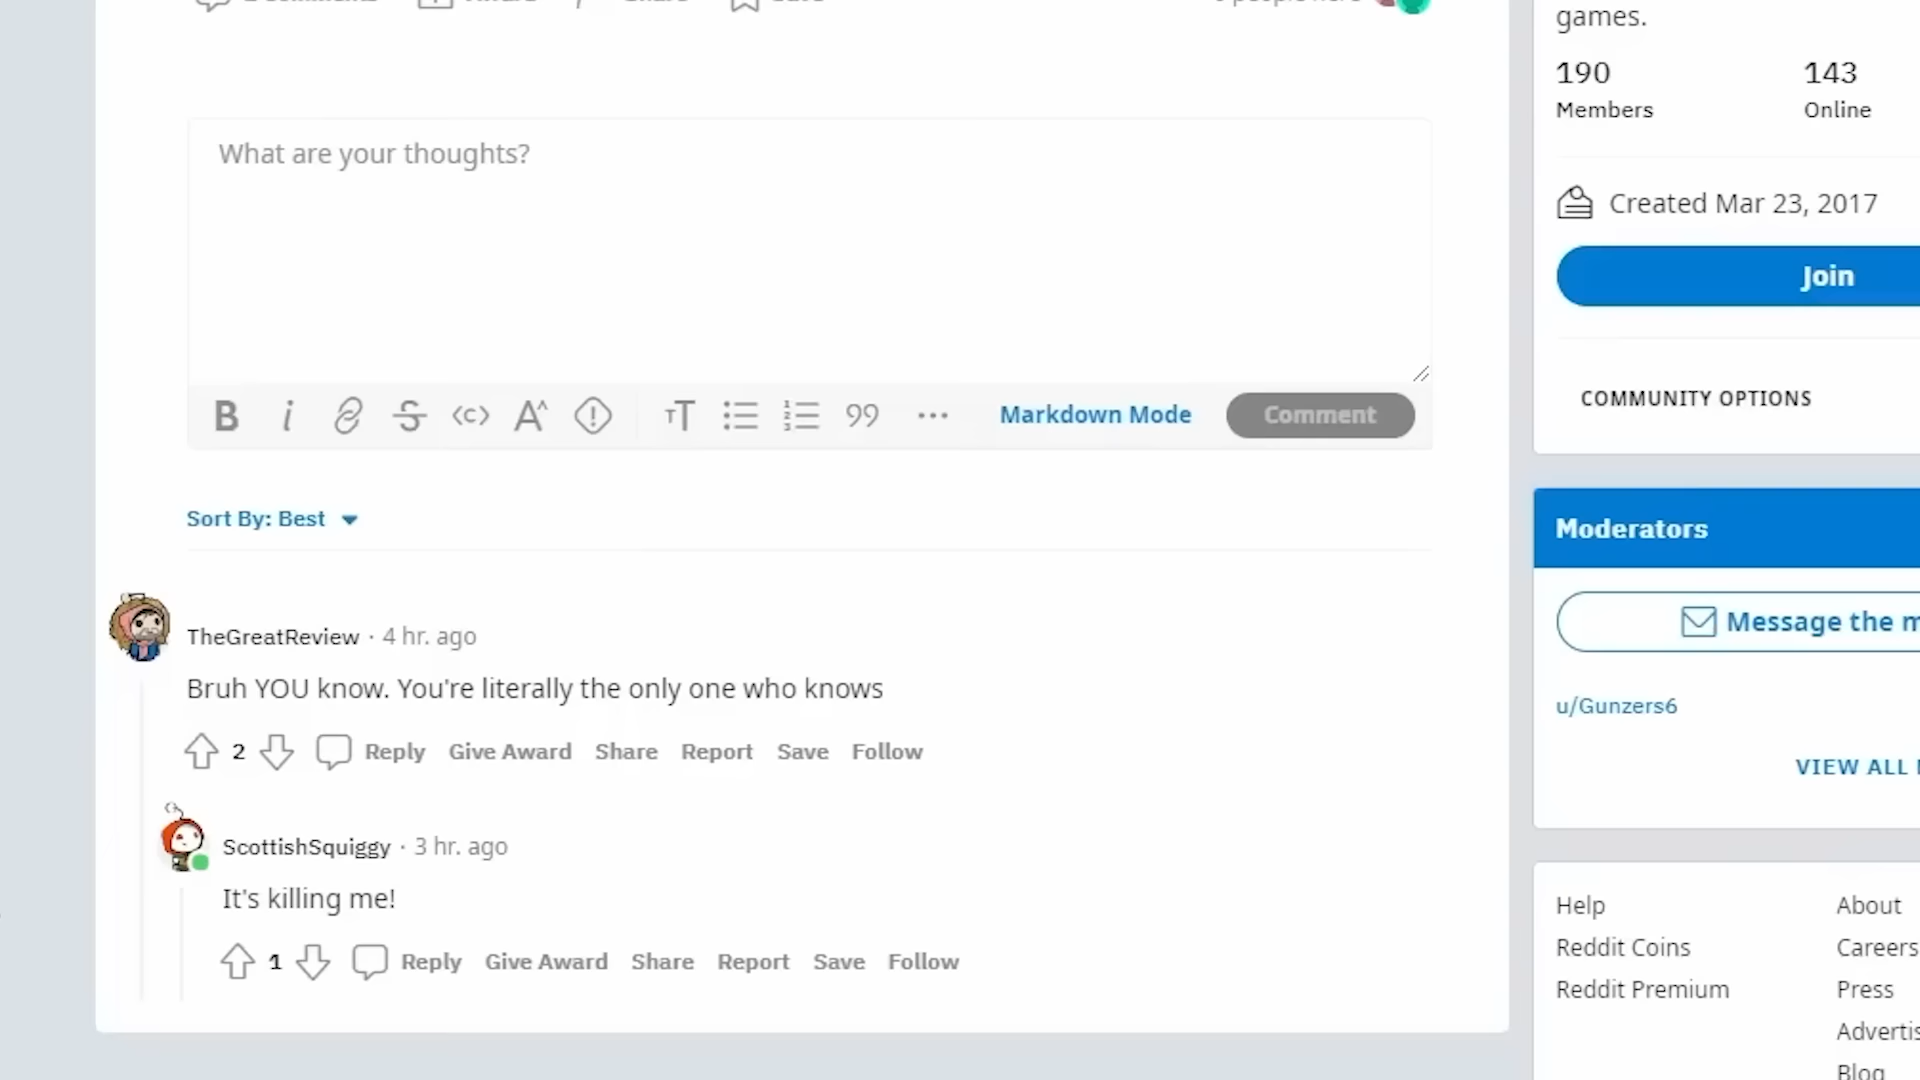 games.
190
143
Members
Online
What are your thoughts?
Created Mar 23, 2017
Join
COMMUNITY OPTIONS
Markdown Mode
Comment
Sort By: Best
Moderators
Message the m
TheGreatReview · 4 hr. ago
Bruh YOU know. You're literally the only one who knows
2 Reply Give Award Share Report Save Follow
u/Gunzers6
VIEW ALL
ScottishSquiggy · 3 hr. ago
It's killing me!
1 Reply Give Award Share Report Save Follow
Help
About
Reddit Coins
Careers
Reddit Premium
Press
Advertis
Blog